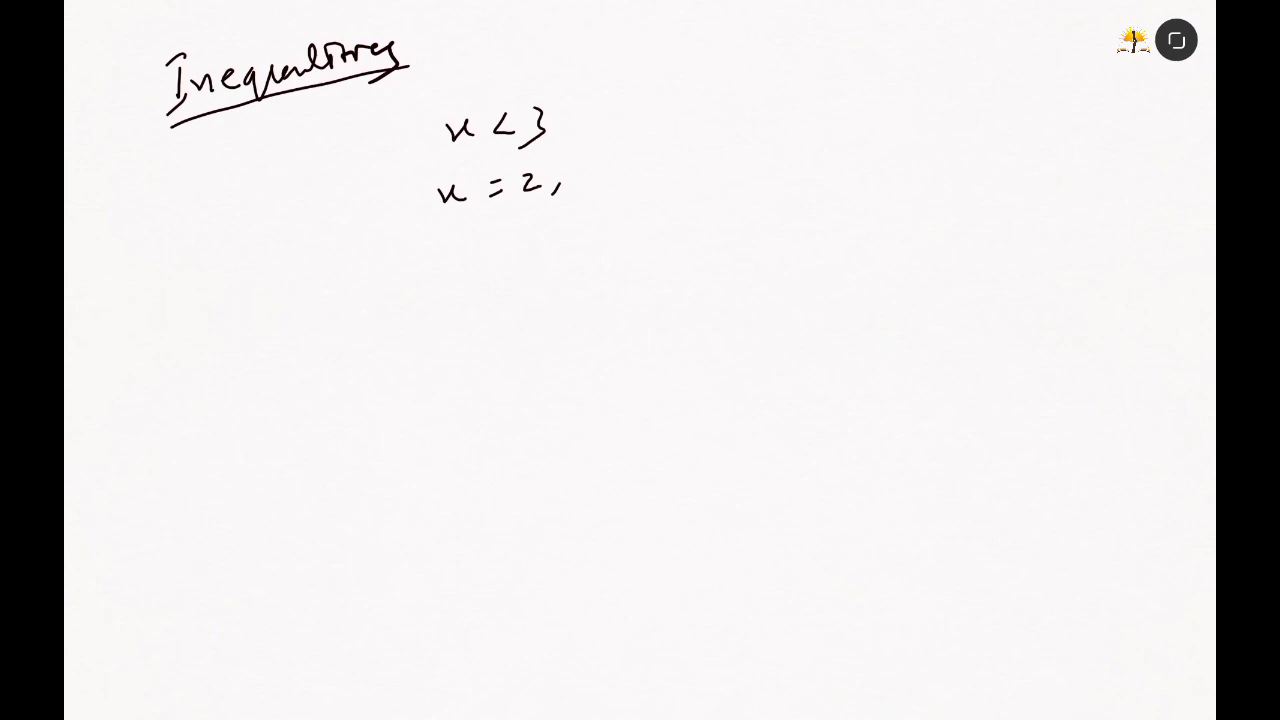 Inequalities
x < 3
x = 2,